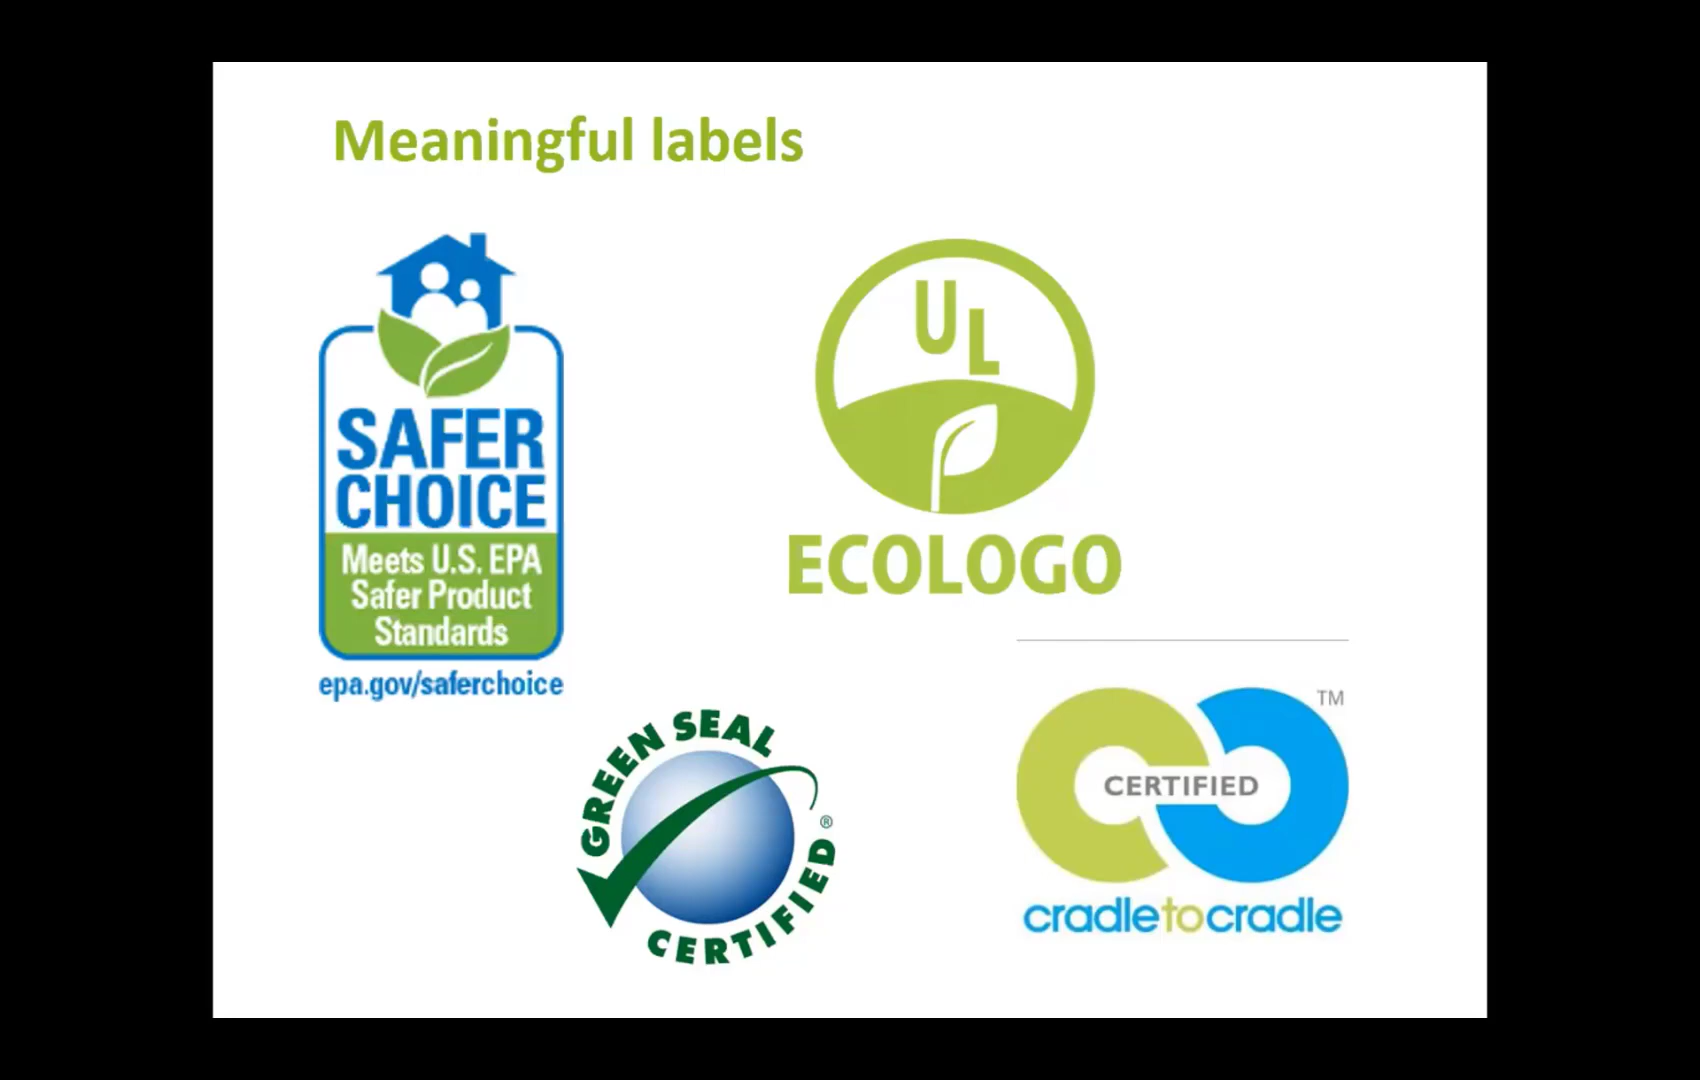 Meaningful labels
SAFER
CHOICE
Meets U.S. EPA
Safer Product
Standards
epa.gov/saferchoice
UL
ECOLOGO
GREEN SEAL
CERTIFIED ®
TM
CERTIFIED
cradletocradle